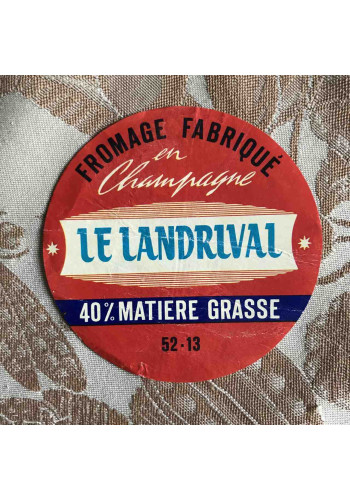 FROMAGE FABRIQUÉ
en
Champagne
LE LANDRIVAL
40% MATIERE GRASSE
52-13